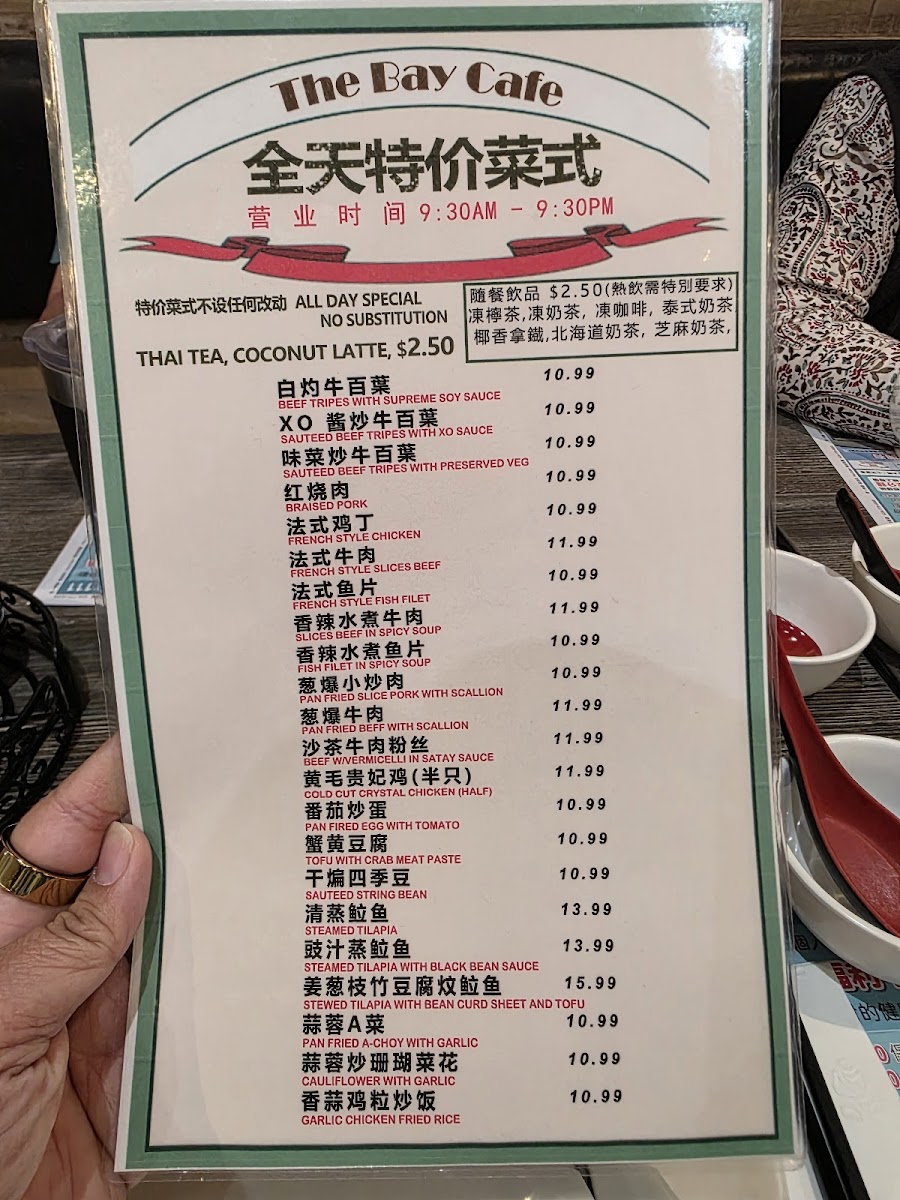 The Bay Cafe
全天特价菜式
营业时间 9:30AM - 9:30PM
特价菜式不设任何改动 ALL DAY SPECIAL
NO SUBSTITUTION
THAI TEA, COCONUT LATTE, $2.50
隨餐飲品 $2.50(熱飲需特別要求)
凍檸茶,凍奶茶, 凍咖啡, 泰式奶茶
椰香拿鐵,北海道奶茶, 芝麻奶茶,
白灼牛百葉 10.99
BEEF TRIPES WITH SUPREME SOY SAUCE
XO 酱炒牛百葉 10.99
SAUTEED BEEF TRIPES WITH XO SAUCE
味菜炒牛百葉 10.99
SAUTEED BEEF TRIPES WITH PRESERVED VEG
红烧肉 10.99
BRAISED PORK
法式鸡丁 10.99
FRENCH STYLE CHICKEN
法式牛肉 11.99
FRENCH STYLE SLICES BEEF
法式鱼片 10.99
FRENCH STYLE FISH FILET
香辣水煮牛肉 11.99
SLICES BEEF IN SPICY SOUP
香辣水煮鱼片 10.99
FISH FILET IN SPICY SOUP
葱爆小炒肉 10.99
PAN FRIED SLICE PORK WITH SCALLION
葱爆牛肉 11.99
PAN FRIED BEFF WITH SCALLION
沙茶牛肉粉丝 11.99
BEEF W/VERMICELLI IN SATAY SAUCE
黄毛贵妃鸡(半只) 11.99
COLD CUT CRYSTAL CHICKEN (HALF)
番茄炒蛋 10.99
PAN FIRED EGG WITH TOMATO
蟹黄豆腐 10.99
TOFU WITH CRAB MEAT PASTE
干煸四季豆 10.99
SAUTEED STRING BEAN
清蒸鲇鱼 13.99
STEAMED TILAPIA
豉汁蒸鲇鱼 13.99
STEAMED TILAPIA WITH BLACK BEAN SAUCE
姜葱枝竹豆腐炆鲇鱼 15.99
STEWED TILAPIA WITH BEAN CURD SHEET AND TOFU
蒜蓉A菜 10.99
PAN FRIED A-CHOY WITH GARLIC
蒜蓉炒珊瑚菜花 10.99
CAULIFLOWER WITH GARLIC
香蒜鸡粒炒饭 10.99
GARLIC CHICKEN FRIED RICE